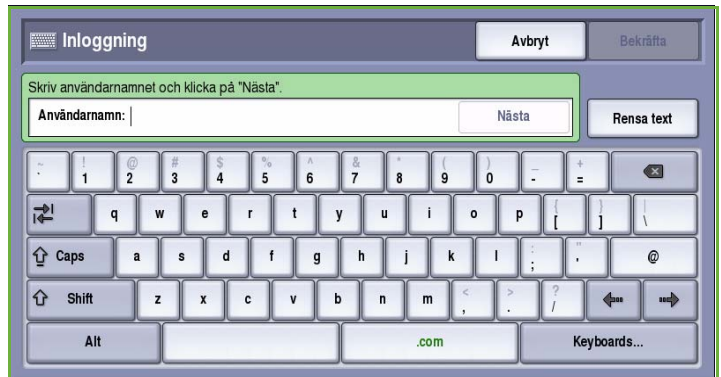 Inloggning Avbryt Bekräfta
Skriv användarnamnet och klicka på "Nästa".
Användarnamn: Nästa Rensa text
~ ` ! 1 @ 2 # 3 $ 4 % 5 ^ 6 & 7 * 8 ( 9 ) 0 _ - + =
q w e r t y u i o p { [ } ] | \
Caps a s d f g h j k l : ; " ' @
Shift z x c v b n m < , > . ? /
Alt .com Keyboards...